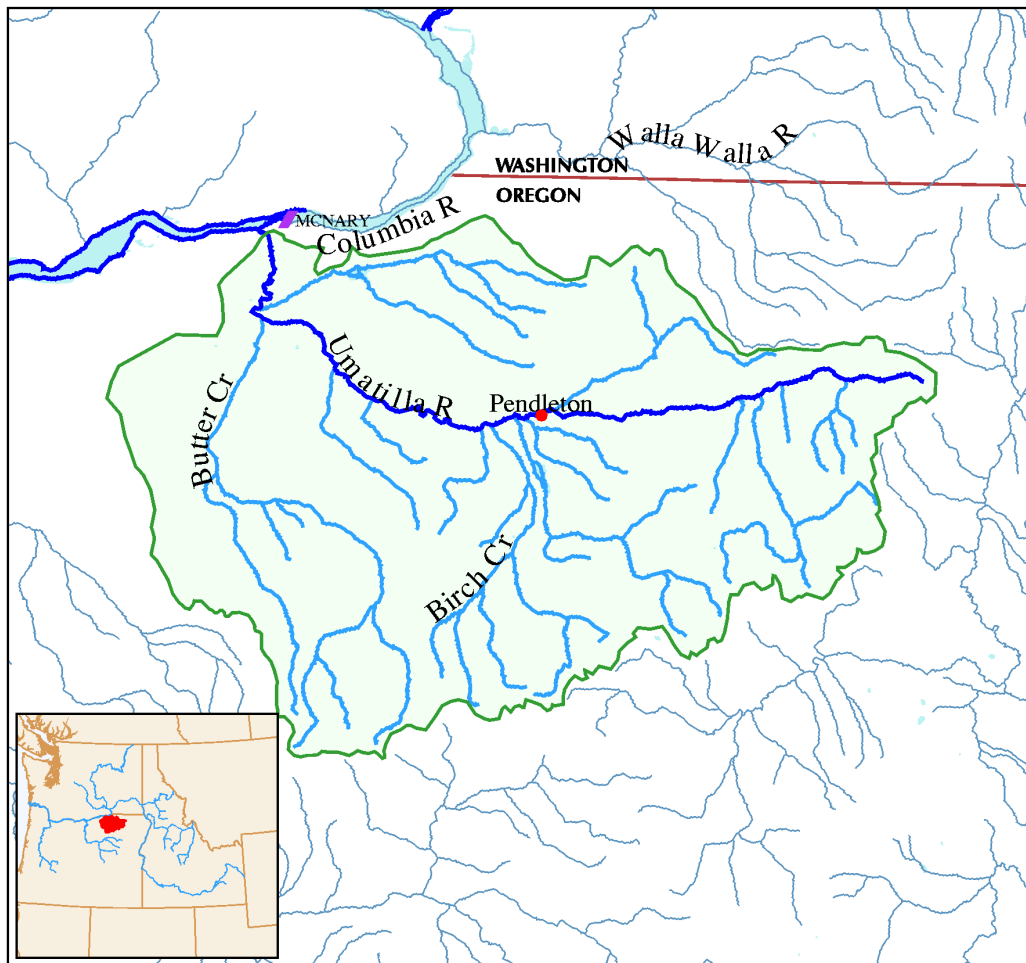 Walla Walla R
WASHINGTON
OREGON
MCNARY
Columbia R
Umatilla R
Pendleton
Butter Cr
Birch Cr